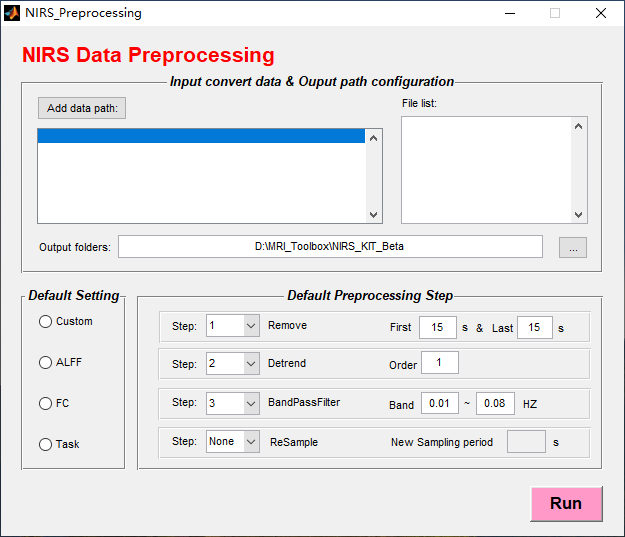 NIRS_Preprocessing
NIRS Data Preprocessing
Input convert data & Ouput path configuration
Add data path:
File list:
Output folders: D:\MRI_Toolbox\NIRS_KIT_Beta ...
Default Setting
Custom
ALFF
FC
Task
Default Preprocessing Step
Step: 1 Remove First 15 s & Last 15 s
Step: 2 Detrend Order 1
Step: 3 BandPassFilter Band 0.01 ~ 0.08 HZ
Step: None ReSample New Sampling period s
Run